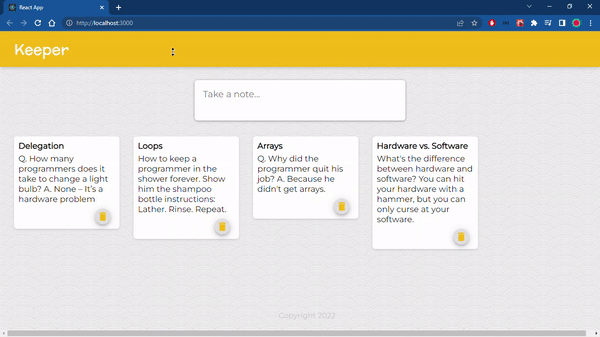 React App
http://localhost:3000
Keeper
Take a note...
Delegation
Q. How many
programmers does it
take to change a light
bulb? A. None – It's a
hardware problem
Loops
How to keep a
programmer in the
shower forever. Show
him the shampoo
bottle instructions:
Lather. Rinse. Repeat.
Arrays
Q. Why did the
programmer quit his
job? A. Because he
didn't get arrays.
Hardware vs. Software
What's the difference
between hardware and
software? You can hit
your hardware with a
hammer, but you can
only curse at your
software.
Copyright 2022